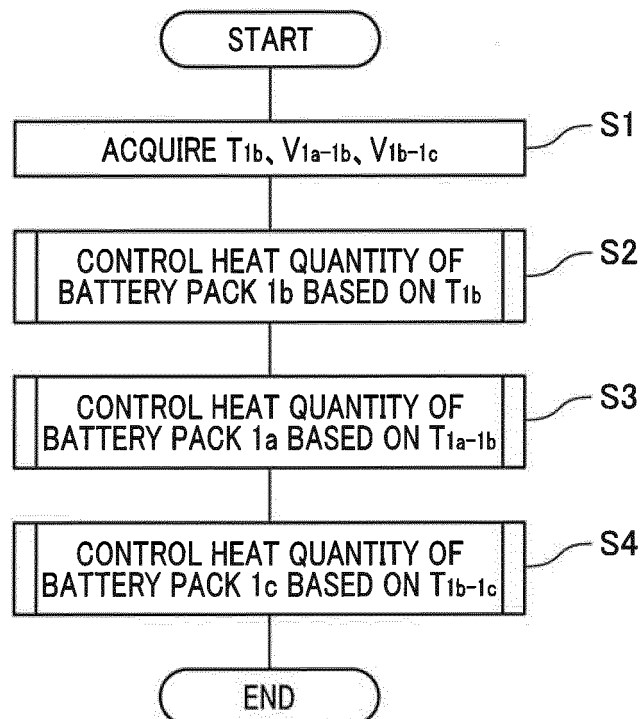 START
ACQUIRE T1b、V1a-1b、V1b-1c
S1
CONTROL HEAT QUANTITY OF
BATTERY PACK 1b BASED ON T1b
S2
CONTROL HEAT QUANTITY OF
BATTERY PACK 1a BASED ON T1a-1b
S3
CONTROL HEAT QUANTITY OF
BATTERY PACK 1c BASED ON T1b-1c
S4
END